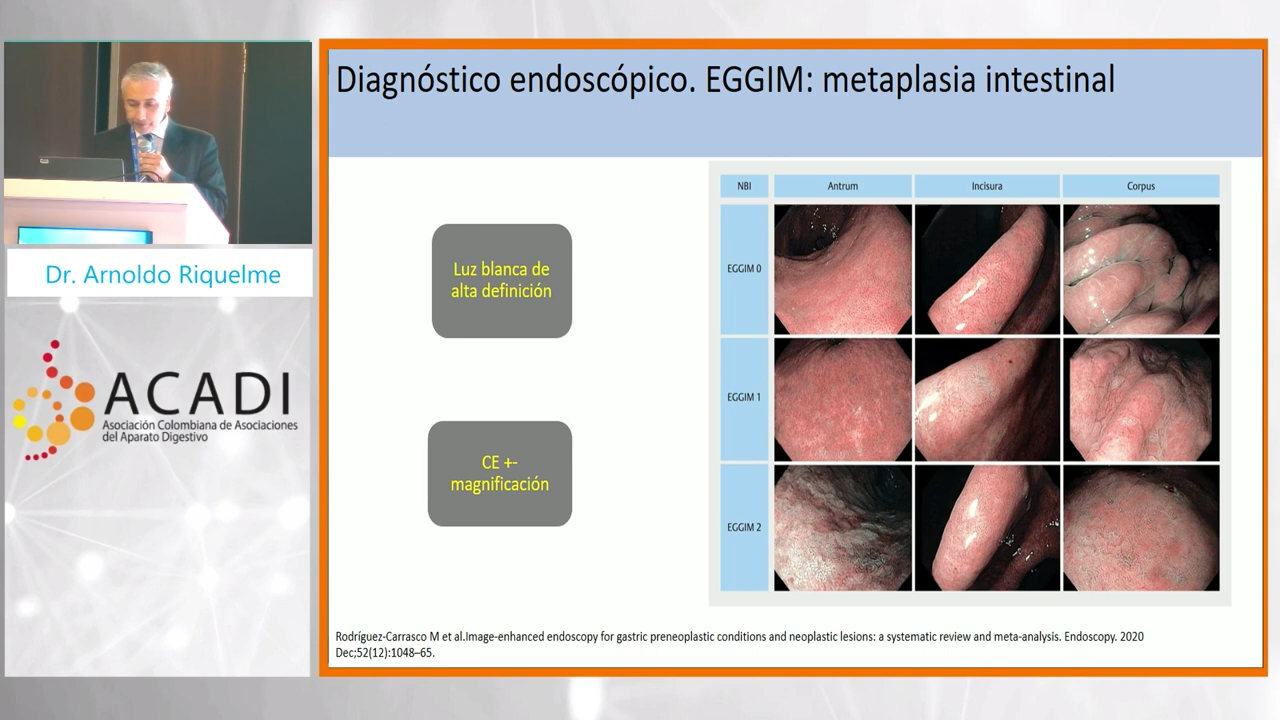 Diagnóstico endoscópico. EGGIM: metaplasia intestinal
Dr. Arnoldo Riquelme
ACADI
Asociación Colombiana de Asociaciones
del Aparato Digestivo
Luz blanca de
alta definición
CE +-
magnificación
NBI Antrum Incisura Corpus
EGGIM 0
EGGIM 1
EGGIM 2
Rodríguez-Carrasco M et al.Image-enhanced endoscopy for gastric preneoplastic conditions and neoplastic lesions: a systematic review and meta-analysis. Endoscopy. 2020
Dec;52(12):1048–65.